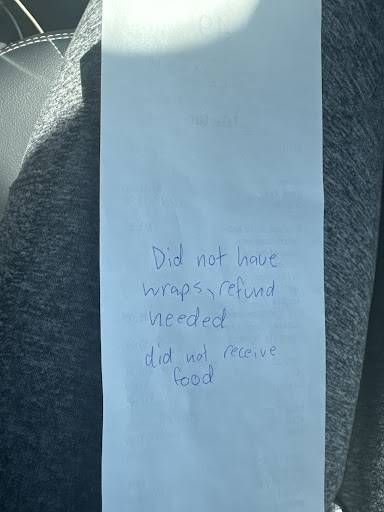 Did not have
wraps, refund
needed
did not receive
food